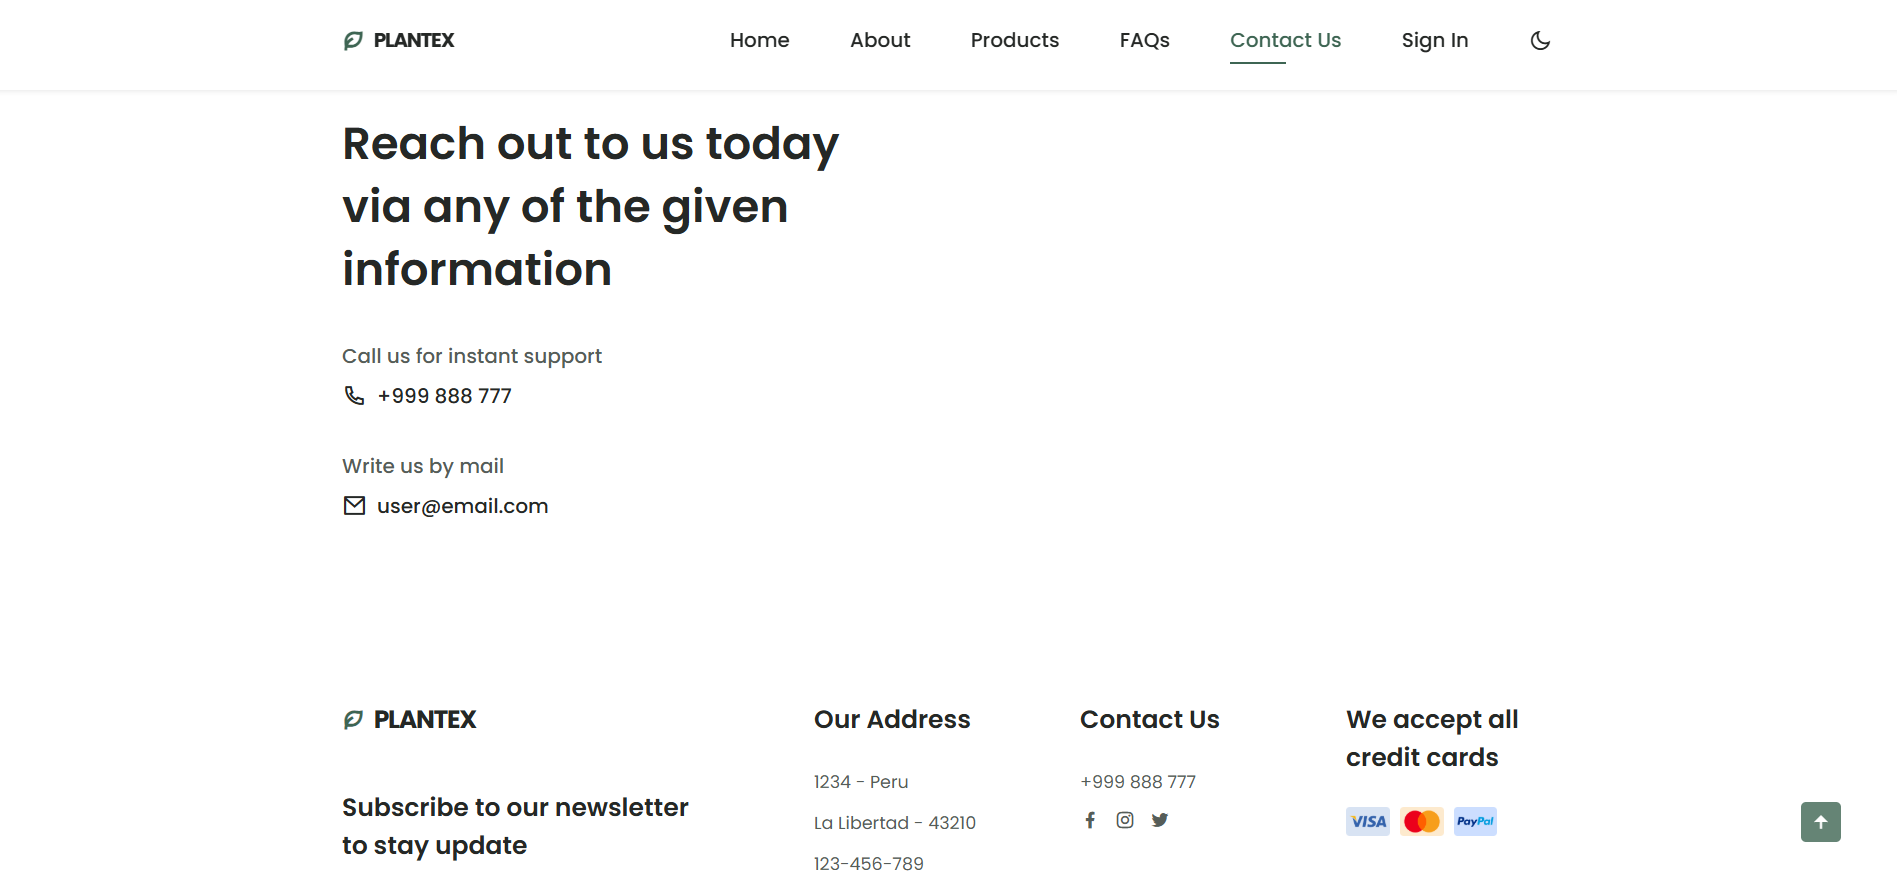 PLANTEX
Home
About
Products
FAQs
Contact Us
Sign In
Reach out to us today
via any of the given
information
Call us for instant support
+999 888 777
Write us by mail
user@email.com
PLANTEX
Subscribe to our newsletter
to stay update
Our Address
1234 - Peru
La Libertad - 43210
123-456-789
Contact Us
+999 888 777
We accept all
credit cards
VISA
PayPal